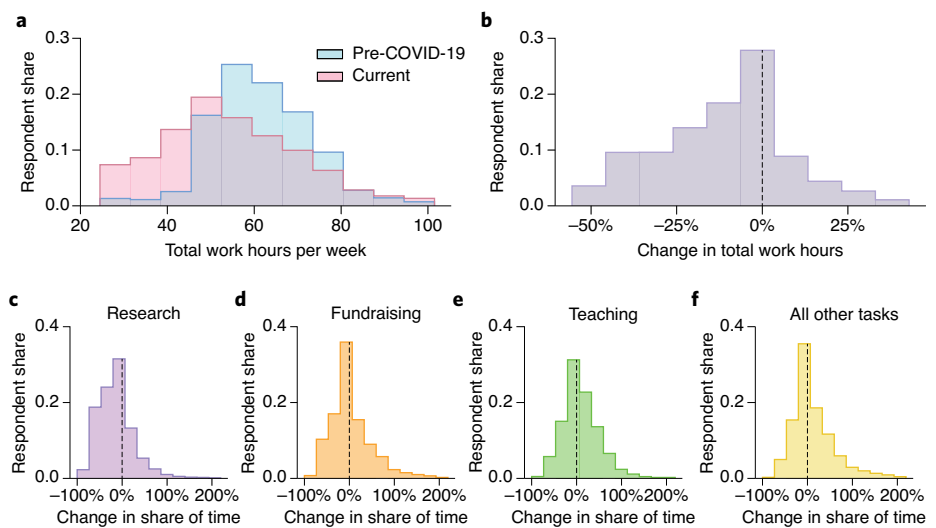 a
0.3
0.2
0.1
0.0
Respondent share
20 40 60 80 100
Total work hours per week
Pre-COVID-19
Current
b
0.3
0.2
0.1
0.0
Respondent share
−50% −25% 0% 25%
Change in total work hours
c
Research
0.4
0.2
0.0
Respondent share
−100% 0% 100% 200%
Change in share of time
d
Fundraising
0.4
0.2
0.0
Respondent share
−100% 0% 100% 200%
Change in share of time
e
Teaching
0.4
0.2
0.0
Respondent share
−100% 0% 100% 200%
Change in share of time
f
All other tasks
0.4
0.2
0.0
Respondent share
−100% 0% 100% 200%
Change in share of time